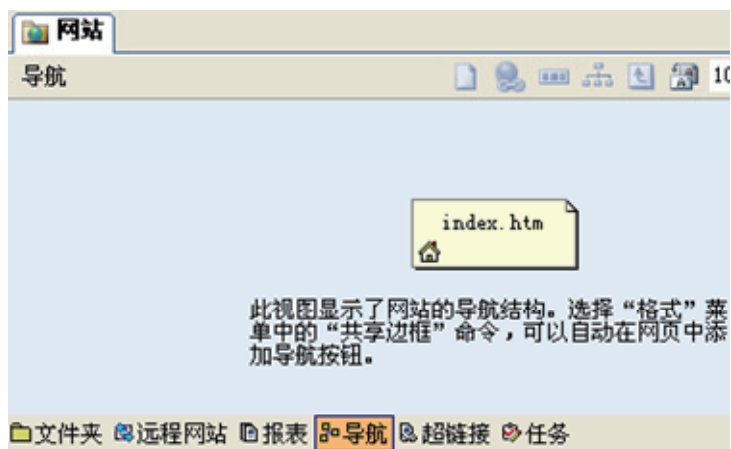 网站
导航
10
index.htm
此视图显示了网站的导航结构。选择“格式”菜
单中的“共享边框”命令，可以自动在网页中添
加导航按钮。
文件夹 远程网站 报表 导航 超链接 任务